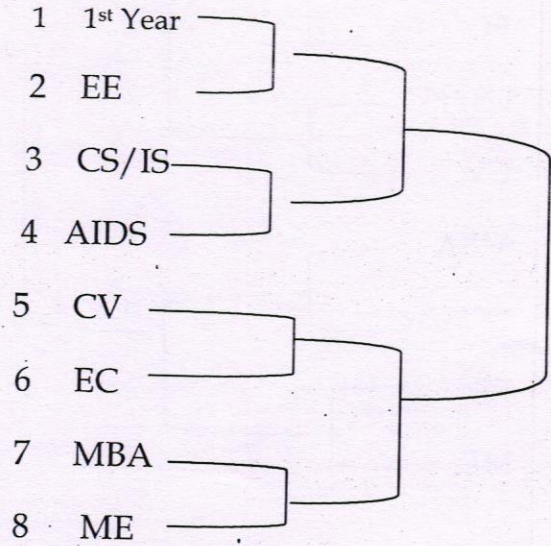 1 1st Year
2 EE
3 CS/IS
4 AIDS
5 CV
6 EC
7 MBA
8 ME